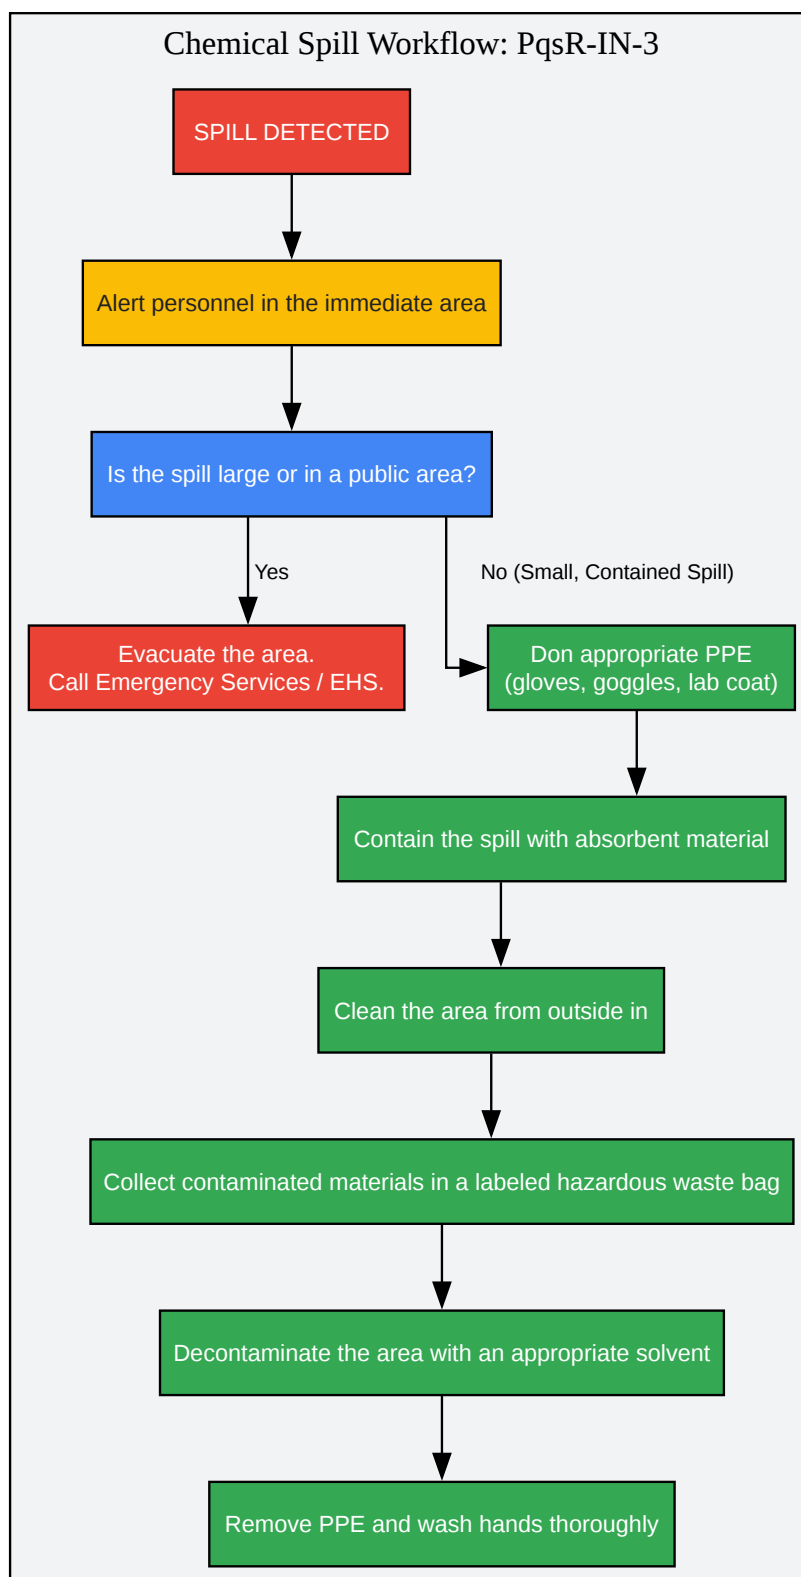 Chemical Spill Workflow: PqsR-IN-3
SPILL DETECTED
Alert personnel in the immediate area
Is the spill large or in a public area?
Yes
No (Small, Contained Spill)
Evacuate the area.
Call Emergency Services / EHS.
Don appropriate PPE
(gloves, goggles, lab coat)
Contain the spill with absorbent material
Clean the area from outside in
Collect contaminated materials in a labeled hazardous waste bag
Decontaminate the area with an appropriate solvent
Remove PPE and wash hands thoroughly